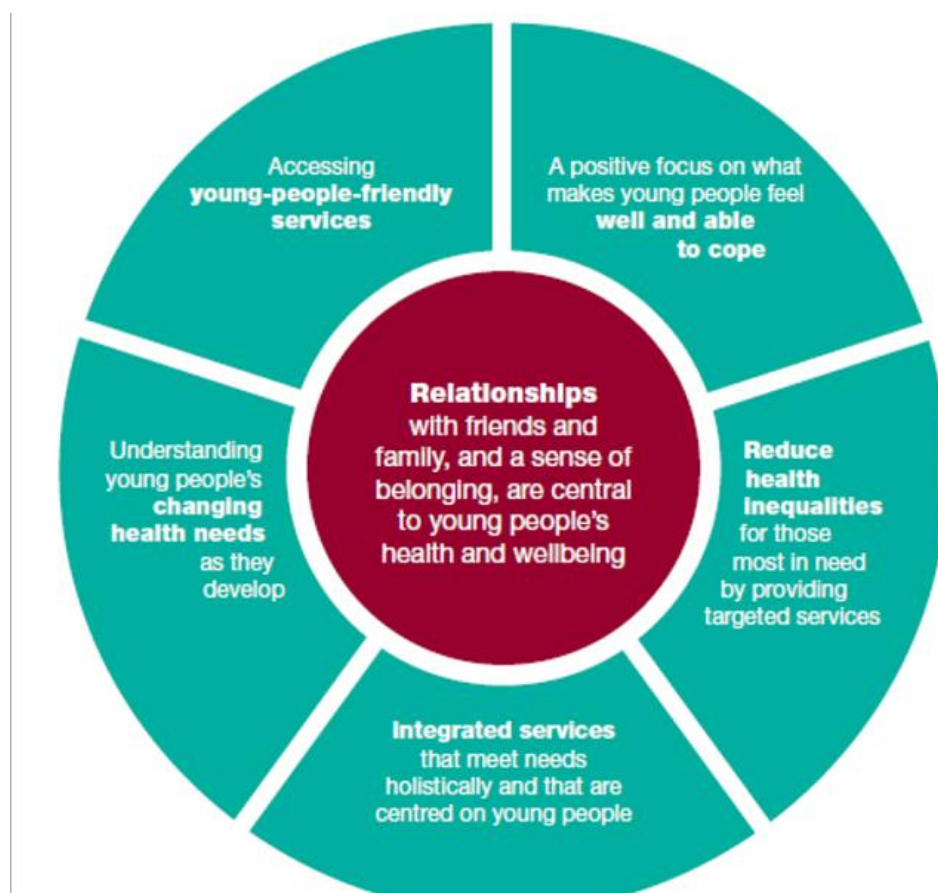 Accessing
young-people-friendly
services
A positive focus on what
makes young people feel
well and able
to cope
Relationships
with friends and
family, and a sense of
belonging, are central
to young people's
health and wellbeing
Understanding
young people's
changing
health needs
as they
develop
Reduce
health
inequalities
for those
most in need
by providing
targeted services
Integrated services
that meet needs
holistically and that are
centred on young people